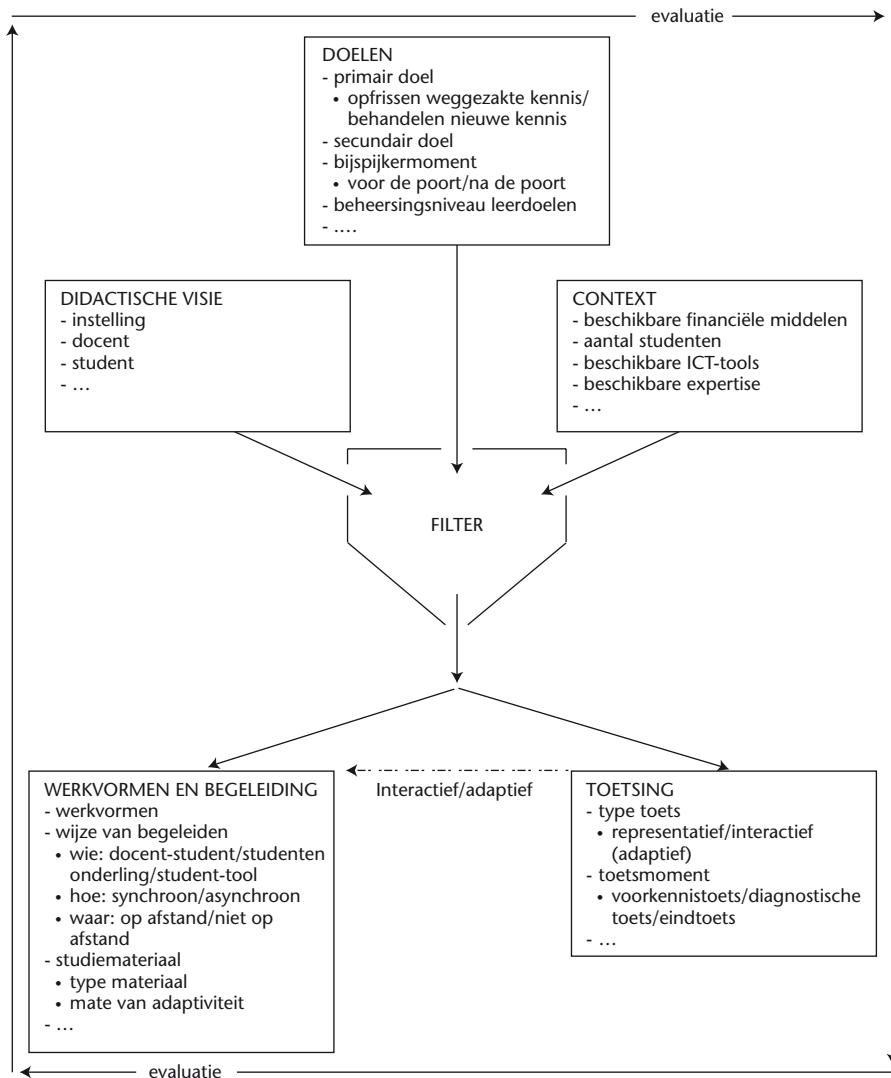 evaluatie
DOELEN
- primair doel
• opfrissen weggezakte kennis/
behandelen nieuwe kennis
- secundair doel
- bijspijkermoment
• voor de poort/na de poort
- beheersingsniveau leerdoelen
- ....
DIDACTISCHE VISIE
- instelling
- docent
- student
- ...
CONTEXT
- beschikbare financiële middelen
- aantal studenten
- beschikbare ICT-tools
- beschikbare expertise
- ...
FILTER
WERKVORMEN EN BEGELEIDING
- werkvormen
- wijze van begeleiden
• wie: docent-student/studenten
onderling/student-tool
• hoe: synchroon/asynchroon
• waar: op afstand/niet op
afstand
- studiemateriaal
• type materiaal
• mate van adaptiviteit
- ...
Interactief/adaptief
TOETSING
- type toets
• representatief/interactief
(adaptief)
- toetsmoment
• voorkennistoets/diagnostische
toets/eindtoets
- ...
evaluatie